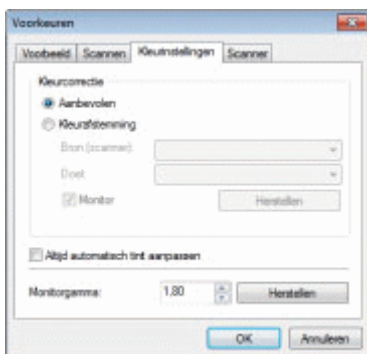 Voorkeuren
Voorbeeld Scannen Kleurinstellingen Scanner
Kleurcorrectie
Aanbevolen
Kleurafstemming
Bron (scanner):
Doel:
Monitor Herstellen
Altijd automatisch tint aanpassen
Monitorgamma: 1,80 Herstellen
OK Annuleren